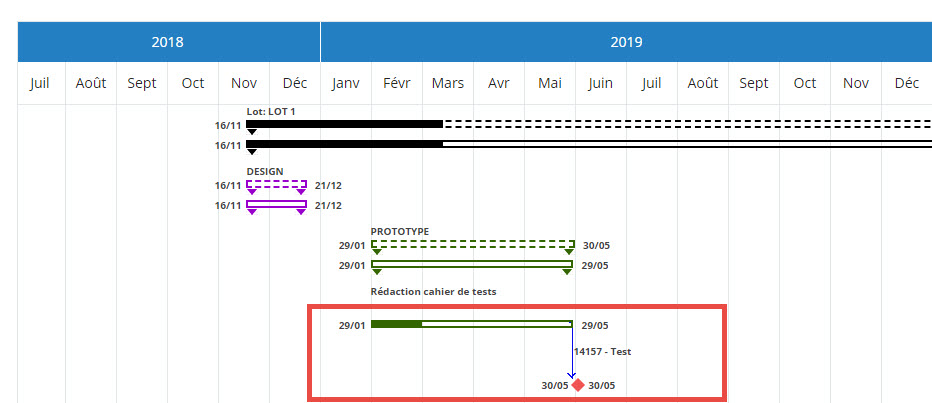 2018 2019
Juil Août Sept Oct Nov Déc Janv Févr Mars Avr Mai Juin Juil Août Sept Oct Nov Déc
Lot: LOT 1
16/11
16/11
DESIGN
16/11 21/12
16/11 21/12
PROTOTYPE
29/01 30/05
29/01 29/05
Rédaction cahier de tests
29/01 29/05
14157 - Test
30/05 30/05